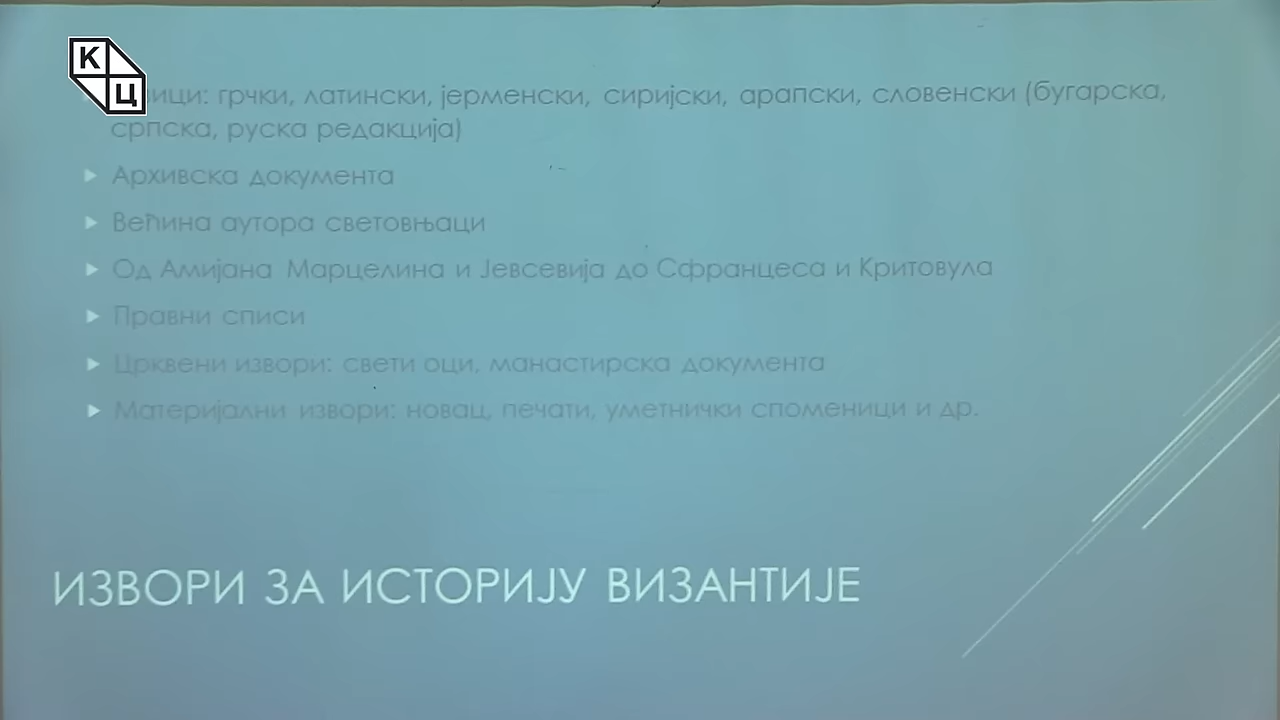 К
Ц
грчки, латински, јерменски, сиријски, арапски, словенски (бугарска,
српска, руска редакција)
Архивска документа
Већина аутора световњаци
Од Амијана Марцелина и Јевсевија до Сфранцеса и Критовула
Правни списи
Црквени извори: свети оци, манастирска документа
Материјални извори: новац, печати, уметнички споменици и др.
ИЗВОРИ ЗА ИСТОРИЈУ ВИЗАНТИЈЕ